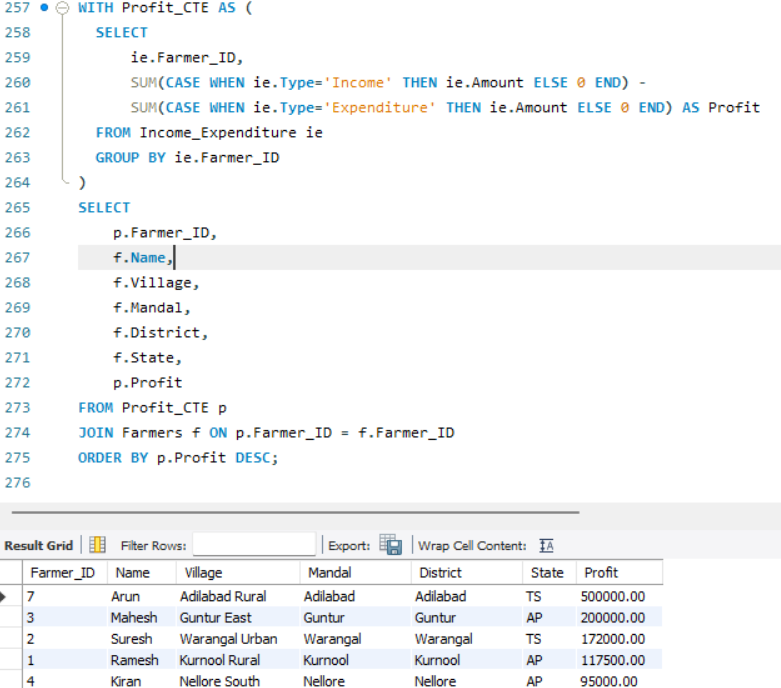 257 WITH Profit_CTE AS (
258 SELECT
259 ie.Farmer_ID,
260 SUM(CASE WHEN ie.Type='Income' THEN ie.Amount ELSE 0 END) -
261 SUM(CASE WHEN ie.Type='Expenditure' THEN ie.Amount ELSE 0 END) AS Profit
262 FROM Income_Expenditure ie
263 GROUP BY ie.Farmer_ID
264 )
265 SELECT
266 p.Farmer_ID,
267 f.Name,
268 f.Village,
269 f.Mandal,
270 f.District,
271 f.State,
272 p.Profit
273 FROM Profit_CTE p
274 JOIN Farmers f ON p.Farmer_ID = f.Farmer_ID
275 ORDER BY p.Profit DESC;
276
Result Grid Filter Rows: Export: Wrap Cell Content: IA
Farmer_ID Name Village Mandal District State Profit
7 Arun Adilabad Rural Adilabad Adilabad TS 500000.00
3 Mahesh Guntur East Guntur Guntur AP 200000.00
2 Suresh Warangal Urban Warangal Warangal TS 172000.00
1 Ramesh Kurnool Rural Kurnool Kurnool AP 117500.00
4 Kiran Nellore South Nellore Nellore AP 95000.00